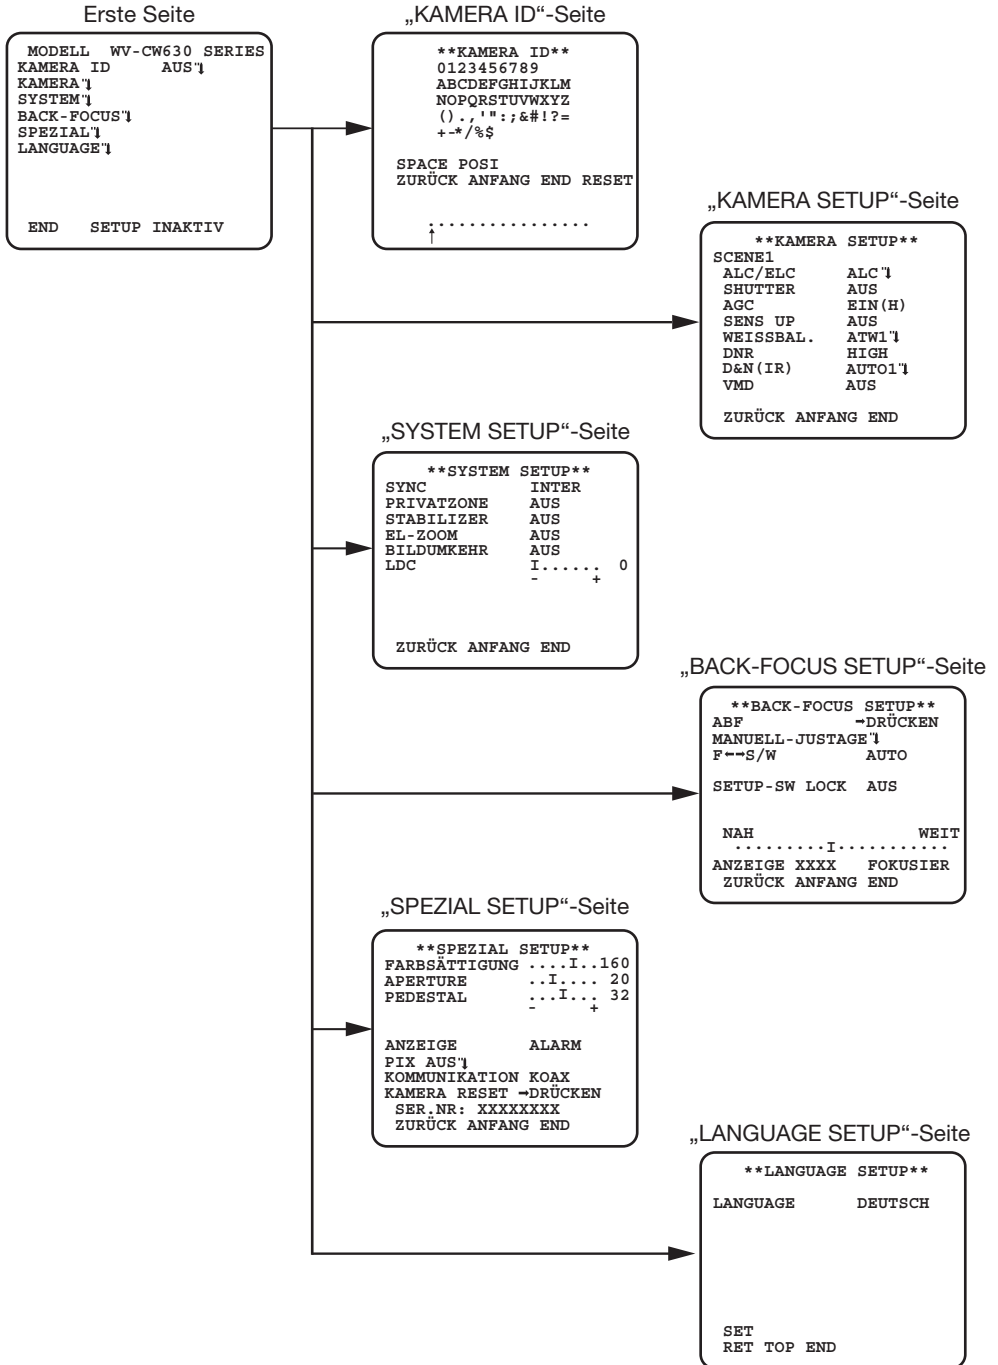 Erste Seite
MODELL WV-CW630 SERIES
KAMERA ID AUS
KAMERA
SYSTEM
BACK-FOCUS
SPEZIAL
LANGUAGE
END SETUP INAKTIV
„KAMERA ID“-Seite
**KAMERA ID**
0123456789
ABCDEFGHIJKLM
NOPQRSTUVWXYZ
().,'":;&#!?=
+-*/%$
SPACE POSI
ZURÜCK ANFANG END RESET
................
↑
„KAMERA SETUP“-Seite
**KAMERA SETUP**
SCENE1
ALC/ELC ALC
SHUTTER AUS
AGC EIN(H)
SENS UP AUS
WEISSBAL. ATW1
DNR HIGH
D&N(IR) AUTO1
VMD AUS
ZURÜCK ANFANG END
„SYSTEM SETUP“-Seite
**SYSTEM SETUP**
SYNC INTER
PRIVATZONE AUS
STABILIZER AUS
EL-ZOOM AUS
BILDUMKEHR AUS
LDC I...... 0
- +
ZURÜCK ANFANG END
„BACK-FOCUS SETUP“-Seite
**BACK-FOCUS SETUP**
ABF →DRÜCKEN
MANUELL-JUSTAGE
F←→S/W AUTO
SETUP-SW LOCK AUS
NAH WEIT
.........I...........
ANZEIGE XXXX FOKUSIER
ZURÜCK ANFANG END
„SPEZIAL SETUP“-Seite
**SPEZIAL SETUP**
FARBSÄTTIGUNG ....I..160
APERTURE ..I.... 20
PEDESTAL ...I... 32
- +
ANZEIGE ALARM
PIX AUS
KOMMUNIKATION KOAX
KAMERA RESET →DRÜCKEN
SER.NR: XXXXXXXX
ZURÜCK ANFANG END
„LANGUAGE SETUP“-Seite
**LANGUAGE SETUP**
LANGUAGE DEUTSCH
SET
RET TOP END